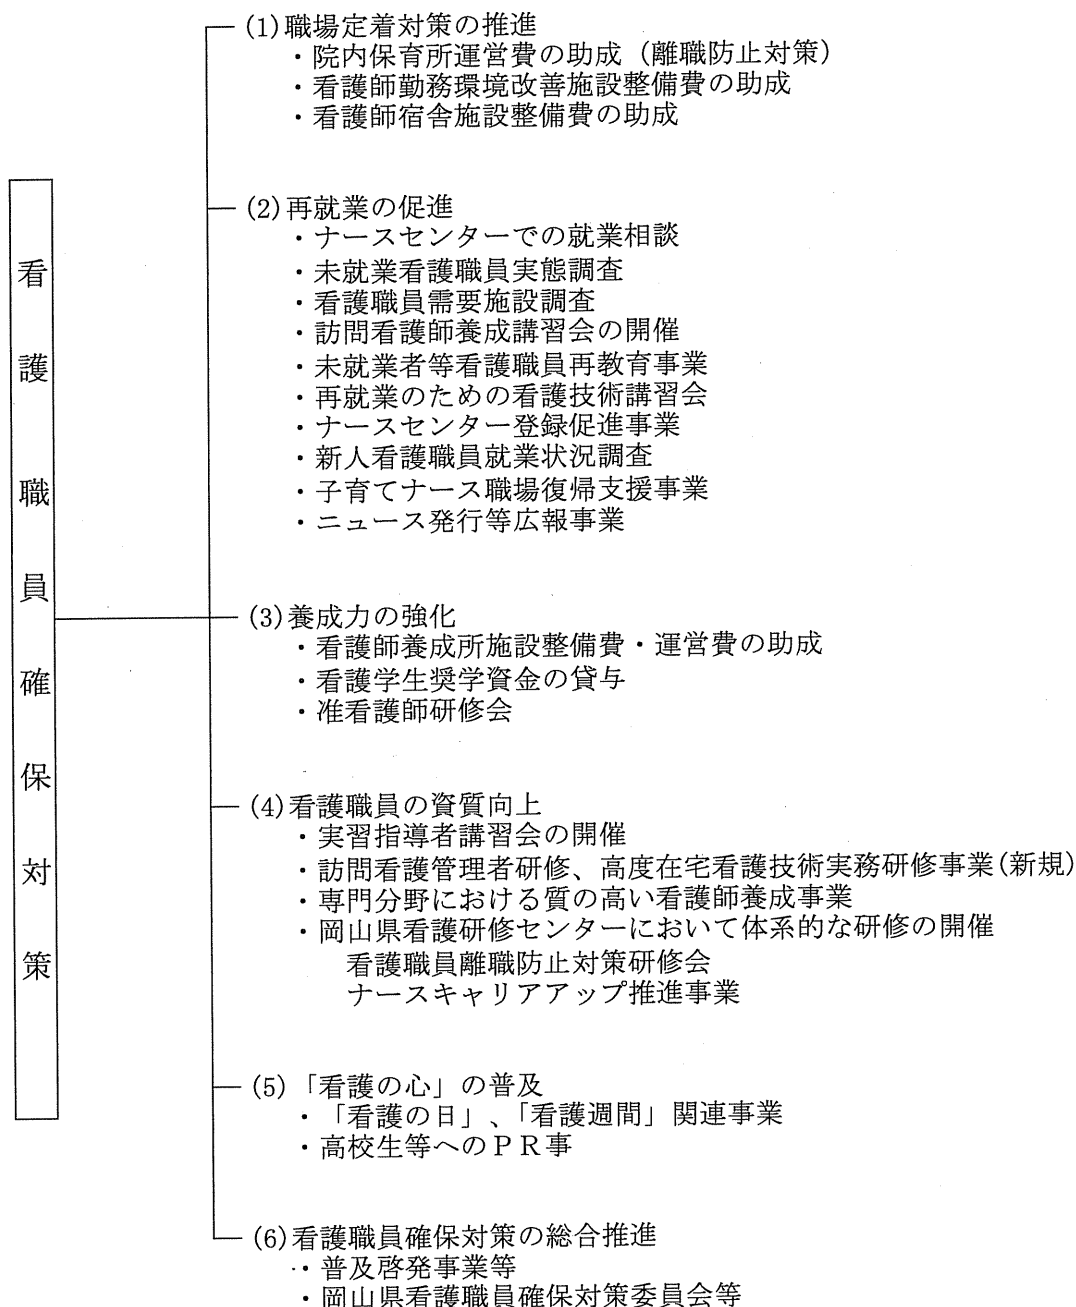 看護職員確保対策
(1)職場定着対策の推進
・院内保育所運営費の助成（離職防止対策）
・看護師勤務環境改善施設整備費の助成
・看護師宿舎施設整備費の助成
(2)再就業の促進
・ナースセンターでの就業相談
・未就業看護職員実態調査
・看護職員需要施設調査
・訪問看護師養成講習会の開催
・未就業者等看護職員再教育事業
・再就業のための看護技術講習会
・ナースセンター登録促進事業
・新人看護職員就業状況調査
・子育てナース職場復帰支援事業
・ニュース発行等広報事業
(3)養成力の強化
・看護師養成所施設整備費・運営費の助成
・看護学生奨学資金の貸与
・准看護師研修会
(4)看護職員の資質向上
・実習指導者講習会の開催
・訪問看護管理者研修、高度在宅看護技術実務研修事業(新規)
・専門分野における質の高い看護師養成事業
・岡山県看護研修センターにおいて体系的な研修の開催
看護職員離職防止対策研修会
ナースキャリアアップ推進事業
(5)「看護の心」の普及
・「看護の日」、「看護週間」関連事業
・高校生等へのＰＲ事
(6)看護職員確保対策の総合推進
・普及啓発事業等
・岡山県看護職員確保対策委員会等